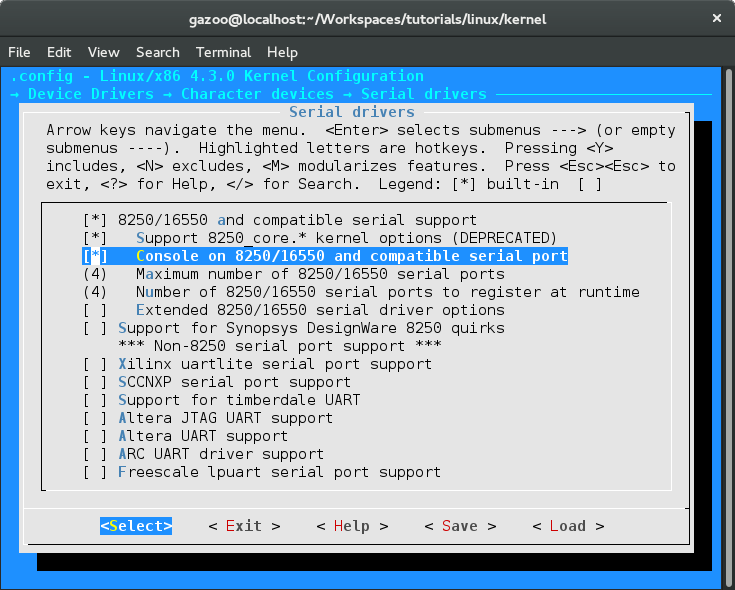 gazoo@localhost:~/Workspaces/tutorials/linux/kernel ×
File Edit View Search Terminal Help
.config - Linux/x86 4.3.0 Kernel Configuration
→ Device Drivers → Character devices → Serial drivers
Serial drivers
Arrow keys navigate the menu.  <Enter> selects submenus ---> (or empty
submenus ----).  Highlighted letters are hotkeys.  Pressing <Y>
includes, <N> excludes, <M> modularizes features.  Press <Esc><Esc> to
exit, <?> for Help, </> for Search.  Legend: [*] built-in  [ ]
[*] 8250/16550 and compatible serial support
[*]   Support 8250_core.* kernel options (DEPRECATED)
[*]   Console on 8250/16550 and compatible serial port
(4)   Maximum number of 8250/16550 serial ports
(4)   Number of 8250/16550 serial ports to register at runtime
[ ]   Extended 8250/16550 serial driver options
[ ] Support for Synopsys DesignWare 8250 quirks
*** Non-8250 serial port support ***
[ ] Xilinx uartlite serial port support
[ ] SCCNXP serial port support
[ ] Support for timberdale UART
[ ] Altera JTAG UART support
[ ] Altera UART support
[ ] ARC UART driver support
[ ] Freescale lpuart serial port support
<Select>    < Exit >    < Help >    < Save >    < Load >